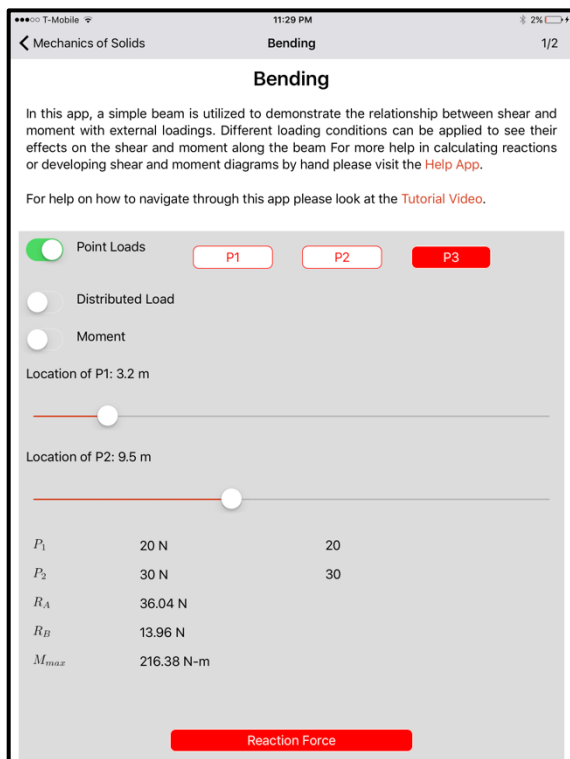 T-Mobile 11:29 PM 2%
Mechanics of Solids Bending 1/2
Bending
In this app, a simple beam is utilized to demonstrate the relationship between shear and
moment with external loadings. Different loading conditions can be applied to see their
effects on the shear and moment along the beam For more help in calculating reactions
or developing shear and moment diagrams by hand please visit the Help App.
For help on how to navigate through this app please look at the Tutorial Video.
Point Loads P1 P2 P3
Distributed Load
Moment
Location of P1: 3.2 m
Location of P2: 9.5 m
P1 20 N 20
P2 30 N 30
RA 36.04 N
RB 13.96 N
Mmax 216.38 N-m
Reaction Force